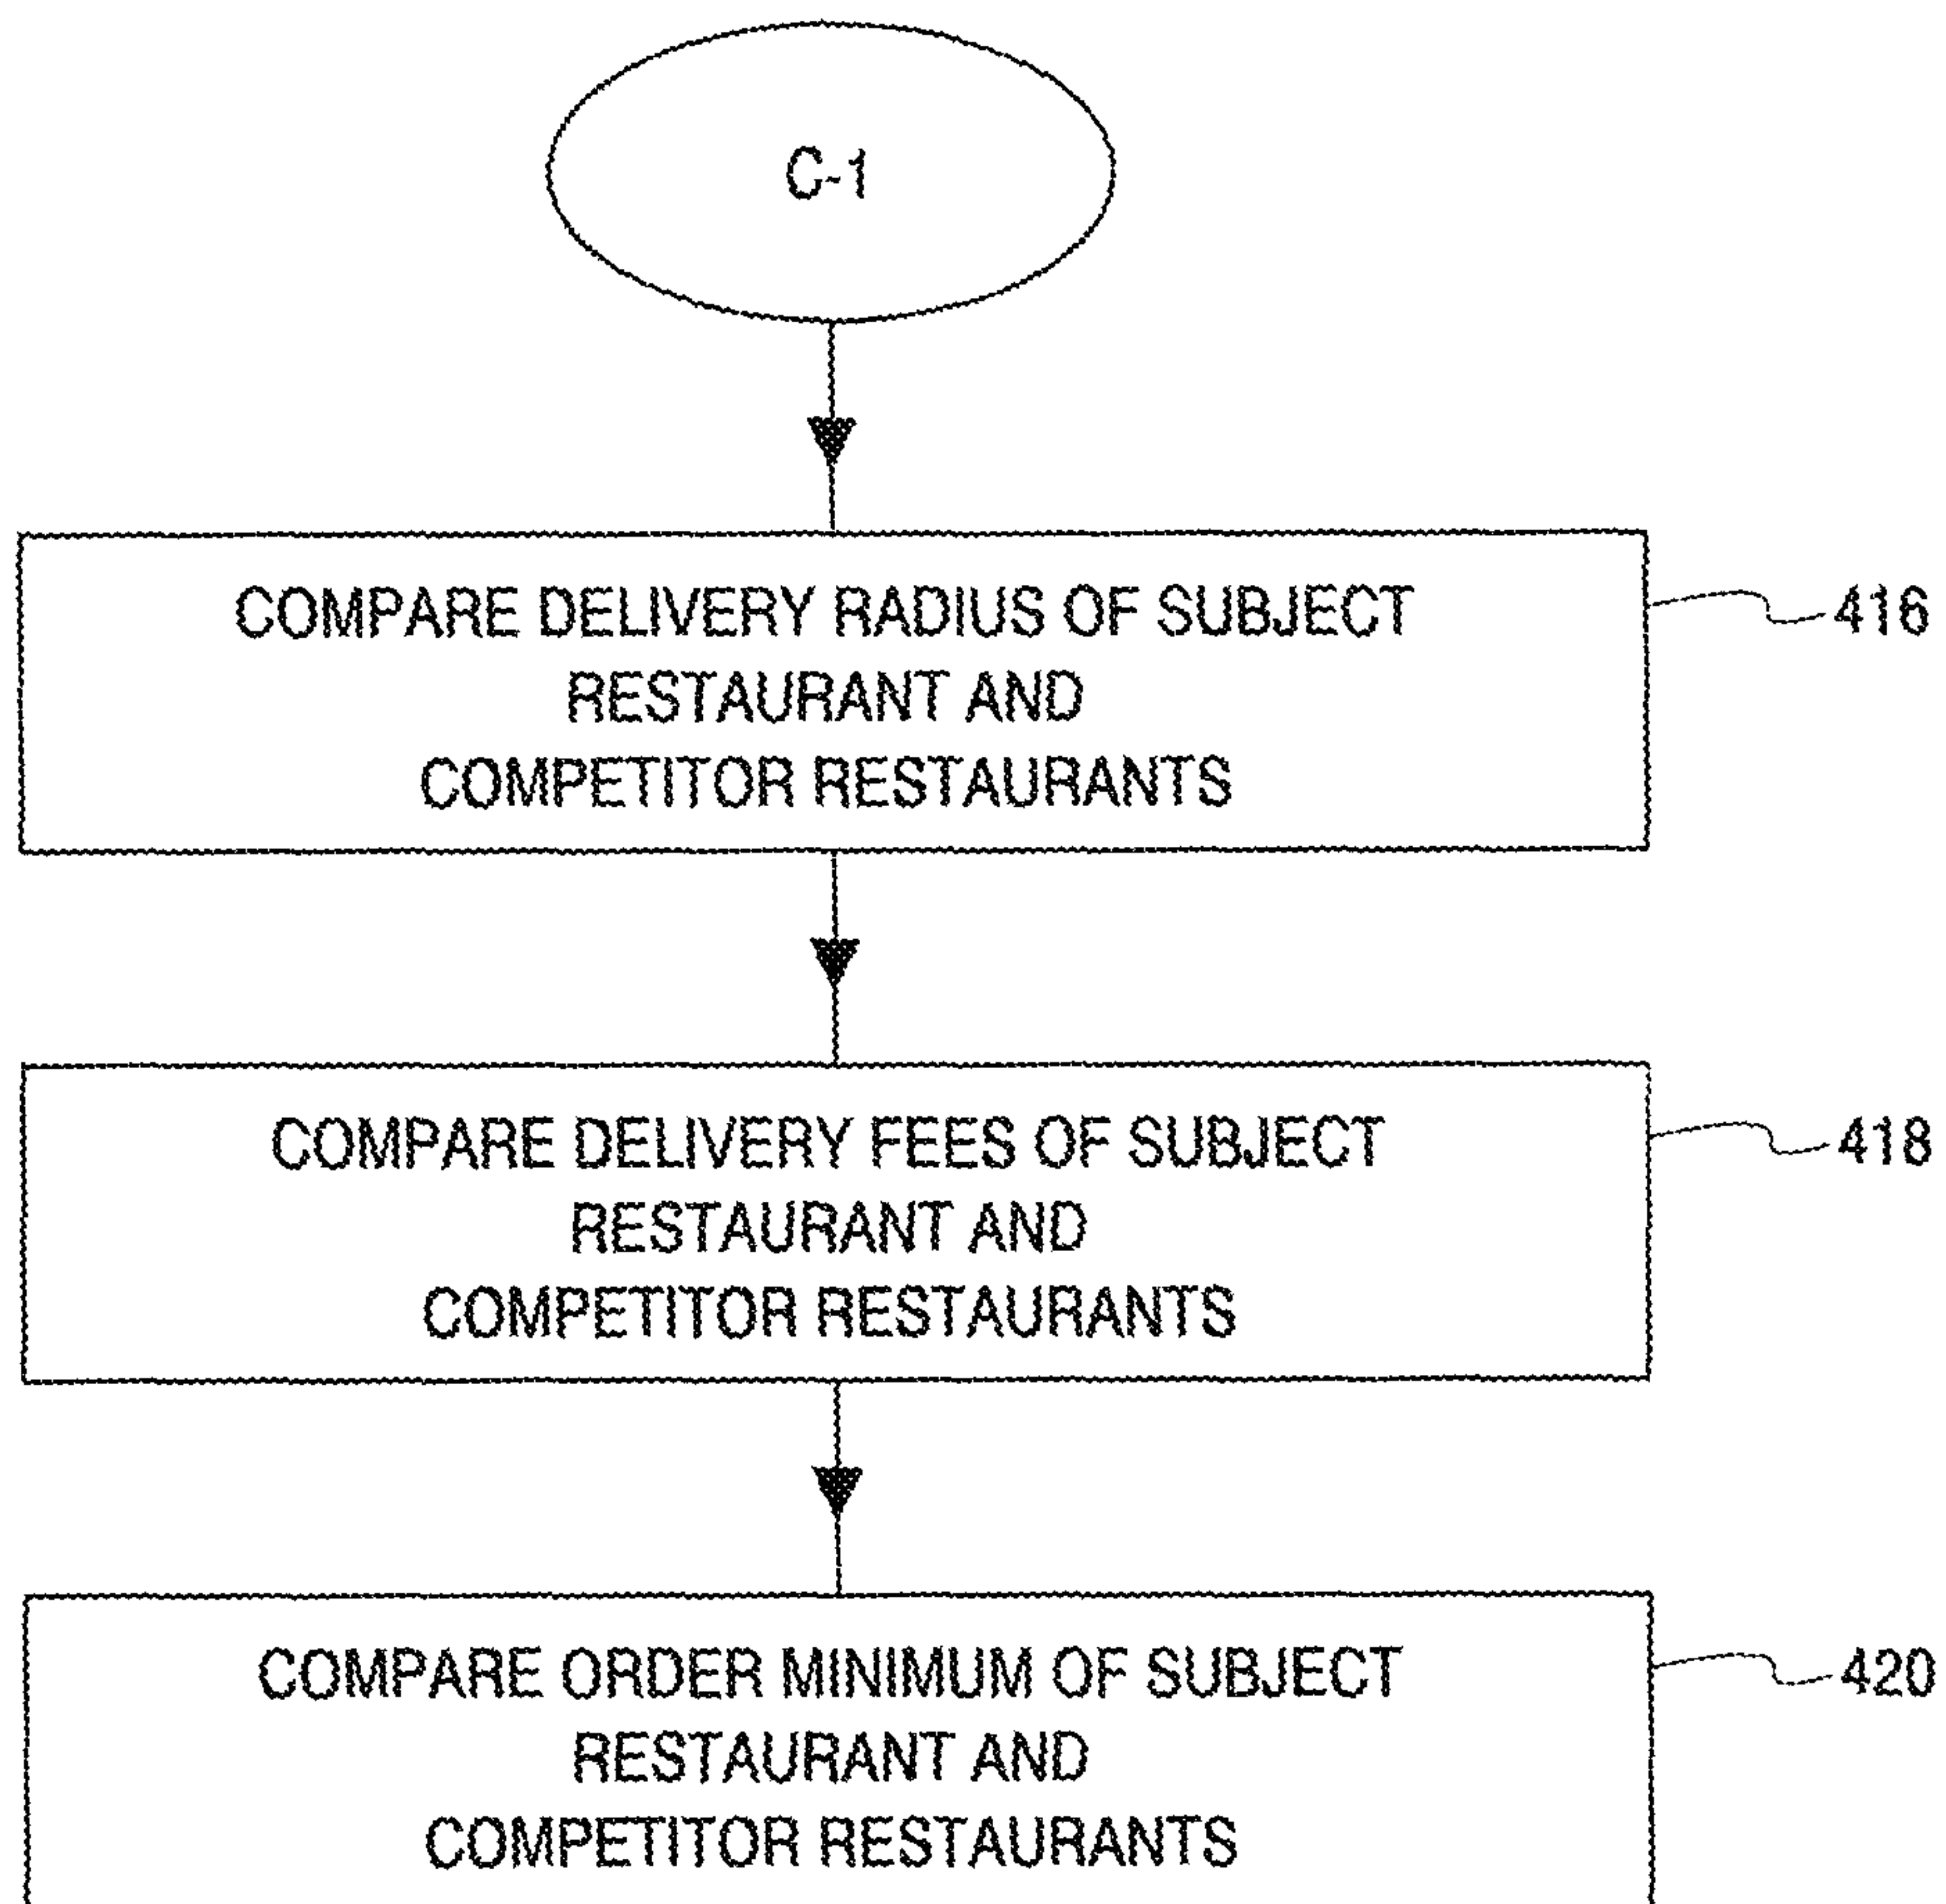 C-1
COMPARE DELIVERY RADIUS OF SUBJECT
RESTAURANT AND
COMPETITOR RESTAURANTS
416
COMPARE DELIVERY FEES OF SUBJECT
RESTAURANT AND
COMPETITOR RESTAURANTS
418
COMPARE ORDER MINIMUM OF SUBJECT
RESTAURANT AND
COMPETITOR RESTAURANTS
420